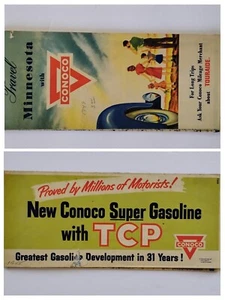 Travel
Minnesota
with
CONOCO
For Long Trips
Ask Your Conoco Mileage Merchant
about TOURAIDE
Proved by Millions of Motorists!
New Conoco Super Gasoline
with TCP
CONOCO
Greatest Gasoline Development in 31 Years!